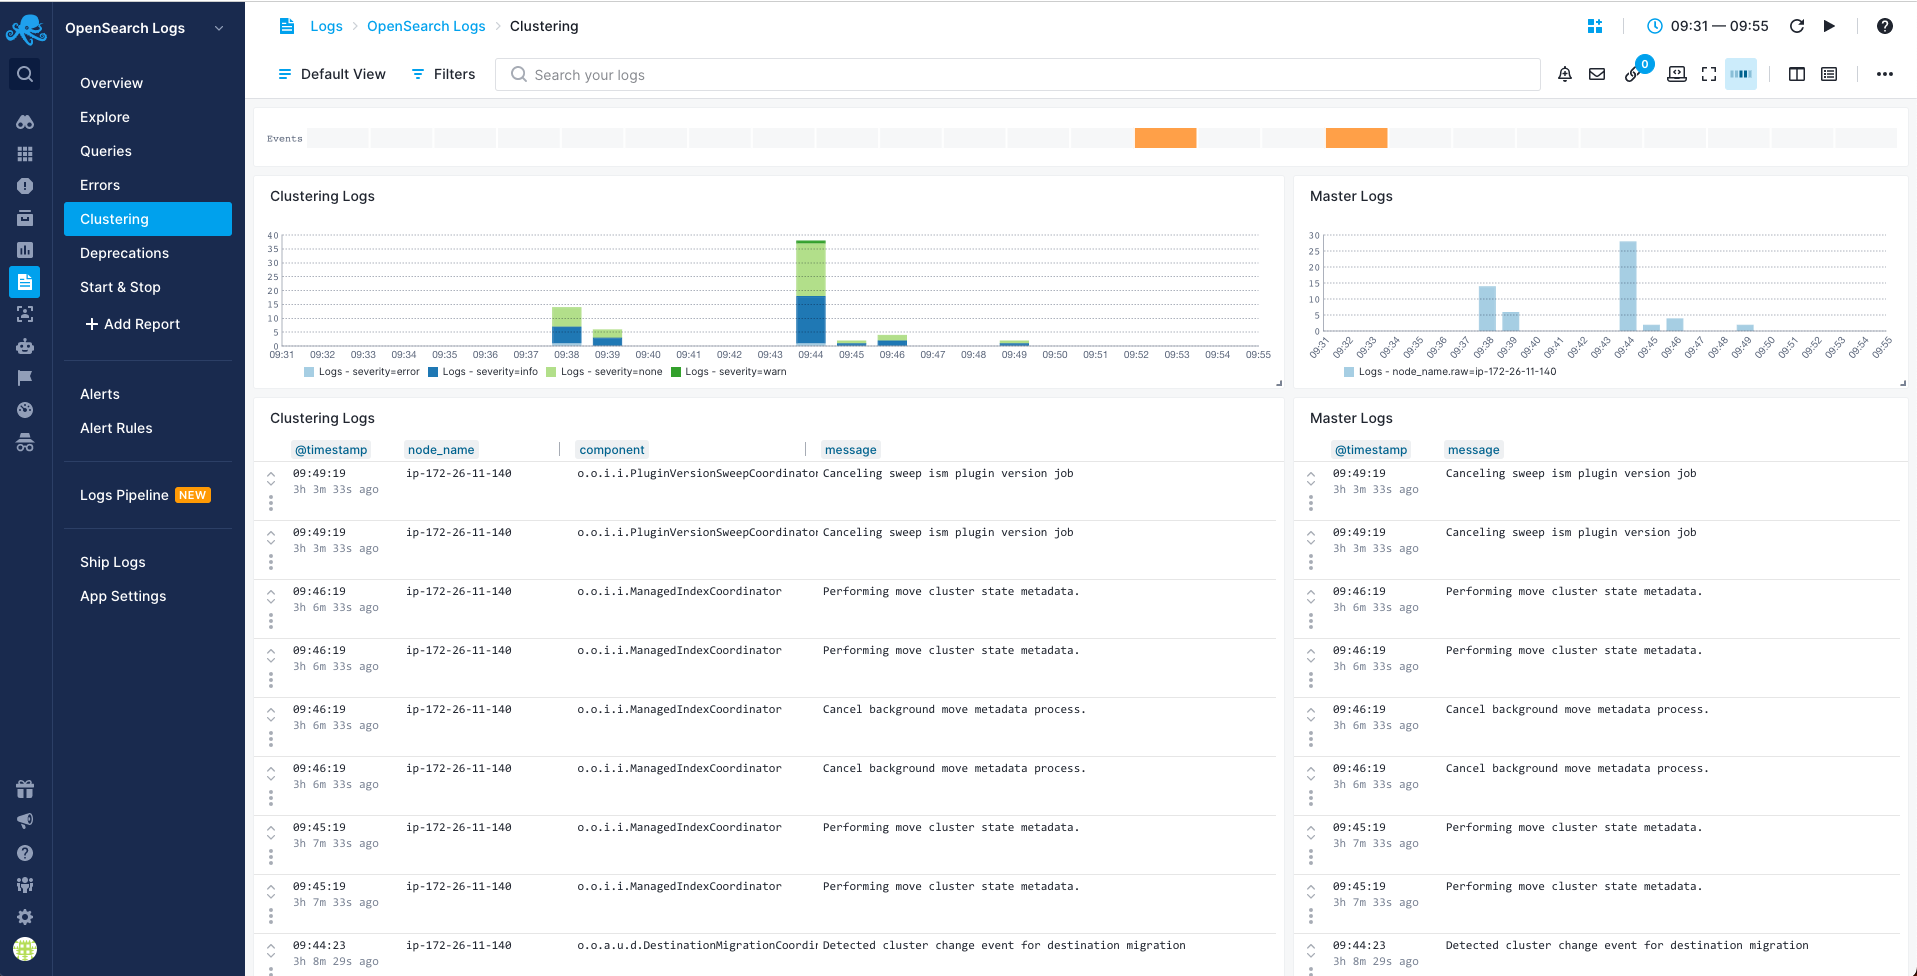 OpenSearch Logs
Overview
Explore
Queries
Errors
Clustering
Deprecations
Start & Stop
+ Add Report
Alerts
Alert Rules
Logs Pipeline NEW
Ship Logs
App Settings
Logs > OpenSearch Logs > Clustering
09:31 — 09:55
Default View
Filters
Search your logs
0
Events
Clustering Logs
40
35
30
25
20
15
10
5
0
09:31 09:32 09:33 09:34 09:35 09:36 09:37 09:38 09:39 09:40 09:41 09:42 09:43 09:44 09:45 09:46 09:47 09:48 09:49 09:50 09:51 09:52 09:53 09:54 09:55
Logs - severity=error Logs - severity=info Logs - severity=none Logs - severity=warn
Master Logs
30
25
20
15
10
5
0
09:31 09:32 09:33 09:34 09:35 09:36 09:37 09:38 09:39 09:40 09:41 09:42 09:43 09:44 09:45 09:46 09:47 09:48 09:49 09:50 09:51 09:52 09:53 09:54 09:55
Logs - node_name.raw=ip-172-26-11-140
Clustering Logs
@timestamp node_name component message
09:49:19 ip-172-26-11-140 o.o.i.i.PluginVersionSweepCoordinator Canceling sweep ism plugin version job
3h 3m 33s ago
09:49:19 ip-172-26-11-140 o.o.i.i.PluginVersionSweepCoordinator Canceling sweep ism plugin version job
3h 3m 33s ago
09:46:19 ip-172-26-11-140 o.o.i.i.ManagedIndexCoordinator Performing move cluster state metadata.
3h 6m 33s ago
09:46:19 ip-172-26-11-140 o.o.i.i.ManagedIndexCoordinator Performing move cluster state metadata.
3h 6m 33s ago
09:46:19 ip-172-26-11-140 o.o.i.i.ManagedIndexCoordinator Cancel background move metadata process.
3h 6m 33s ago
09:46:19 ip-172-26-11-140 o.o.i.i.ManagedIndexCoordinator Cancel background move metadata process.
3h 6m 33s ago
09:45:19 ip-172-26-11-140 o.o.i.i.ManagedIndexCoordinator Performing move cluster state metadata.
3h 7m 33s ago
09:45:19 ip-172-26-11-140 o.o.i.i.ManagedIndexCoordinator Performing move cluster state metadata.
3h 7m 33s ago
09:44:23 ip-172-26-11-140 o.o.a.u.d.DestinationMigrationCoordin Detected cluster change event for destination migration
3h 8m 29s ago
Master Logs
@timestamp message
09:49:19 Canceling sweep ism plugin version job
3h 3m 33s ago
09:49:19 Canceling sweep ism plugin version job
3h 3m 33s ago
09:46:19 Performing move cluster state metadata.
3h 6m 33s ago
09:46:19 Performing move cluster state metadata.
3h 6m 33s ago
09:46:19 Cancel background move metadata process.
3h 6m 33s ago
09:46:19 Cancel background move metadata process.
3h 6m 33s ago
09:45:19 Performing move cluster state metadata.
3h 7m 33s ago
09:45:19 Performing move cluster state metadata.
3h 7m 33s ago
09:44:23 Detected cluster change event for destination migration
3h 8m 29s ago